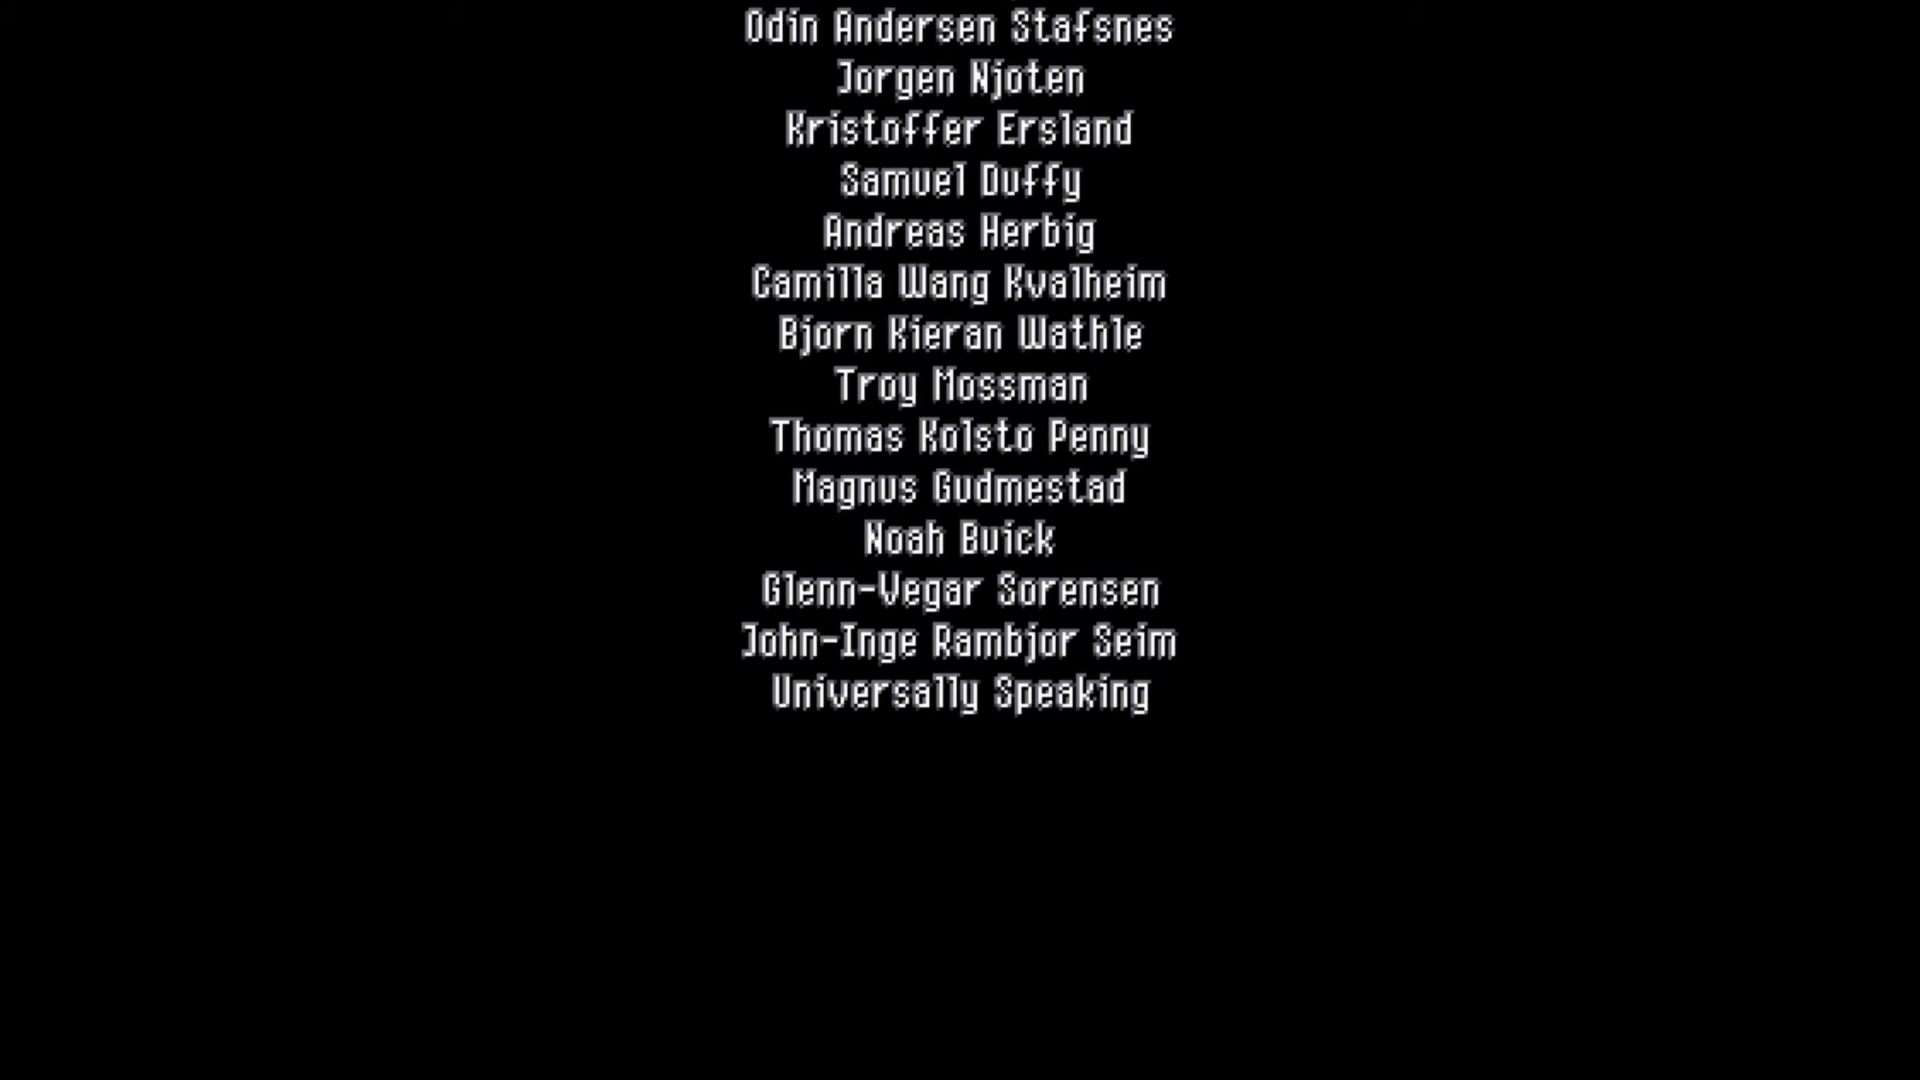 Odin Andersen Stafsnes
Jorgen Njoten
Kristoffer Ersland
Samuel Duffy
Andreas Herbig
Camilla Wang Kvalheim
Bjorn Kieran Wathle
Troy Mossman
Thomas Kolsto Penny
Magnus Gudmestad
Noah Buick
Glenn-Vegar Sorensen
John-Inge Rambjor Seim
Universally Speaking